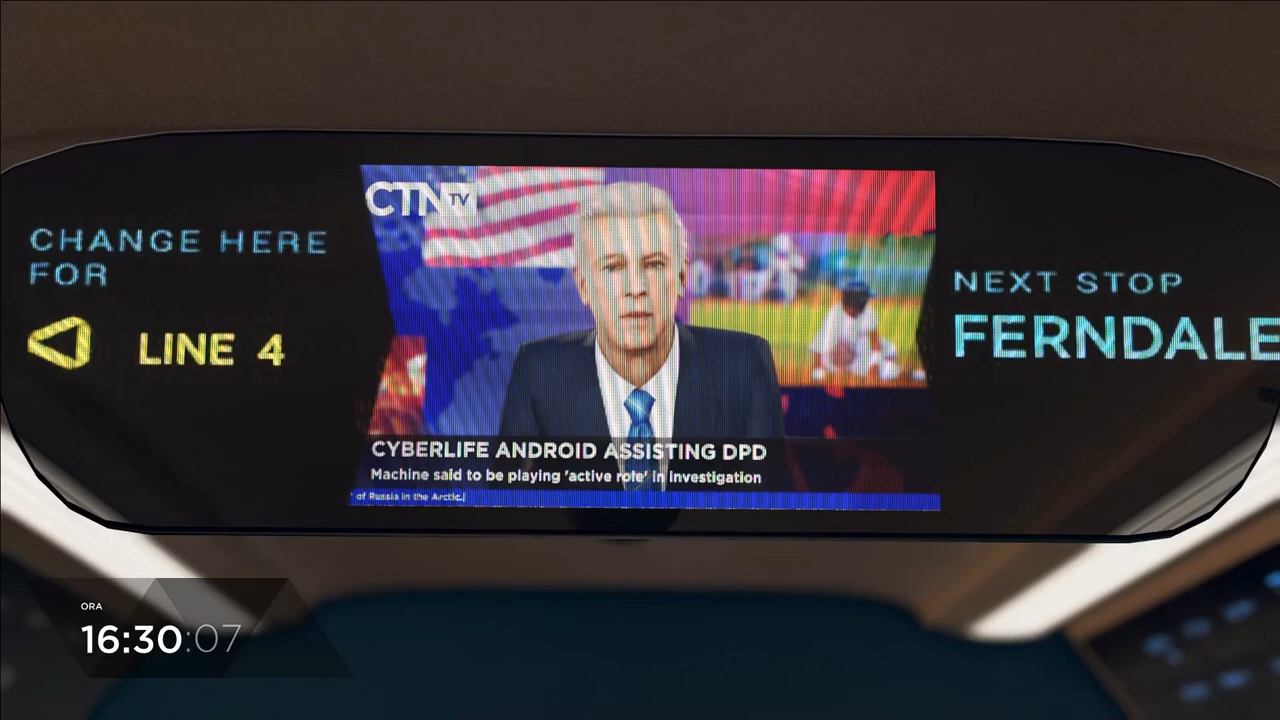 CHANGE HERE
FOR
LINE 4
CTN TV
CYBERLIFE ANDROID ASSISTING DPD
Machine said to be playing 'active role' in investigation
of Russia in the Arctic.
NEXT STOP
FERNDALE
ORA
16:30:07